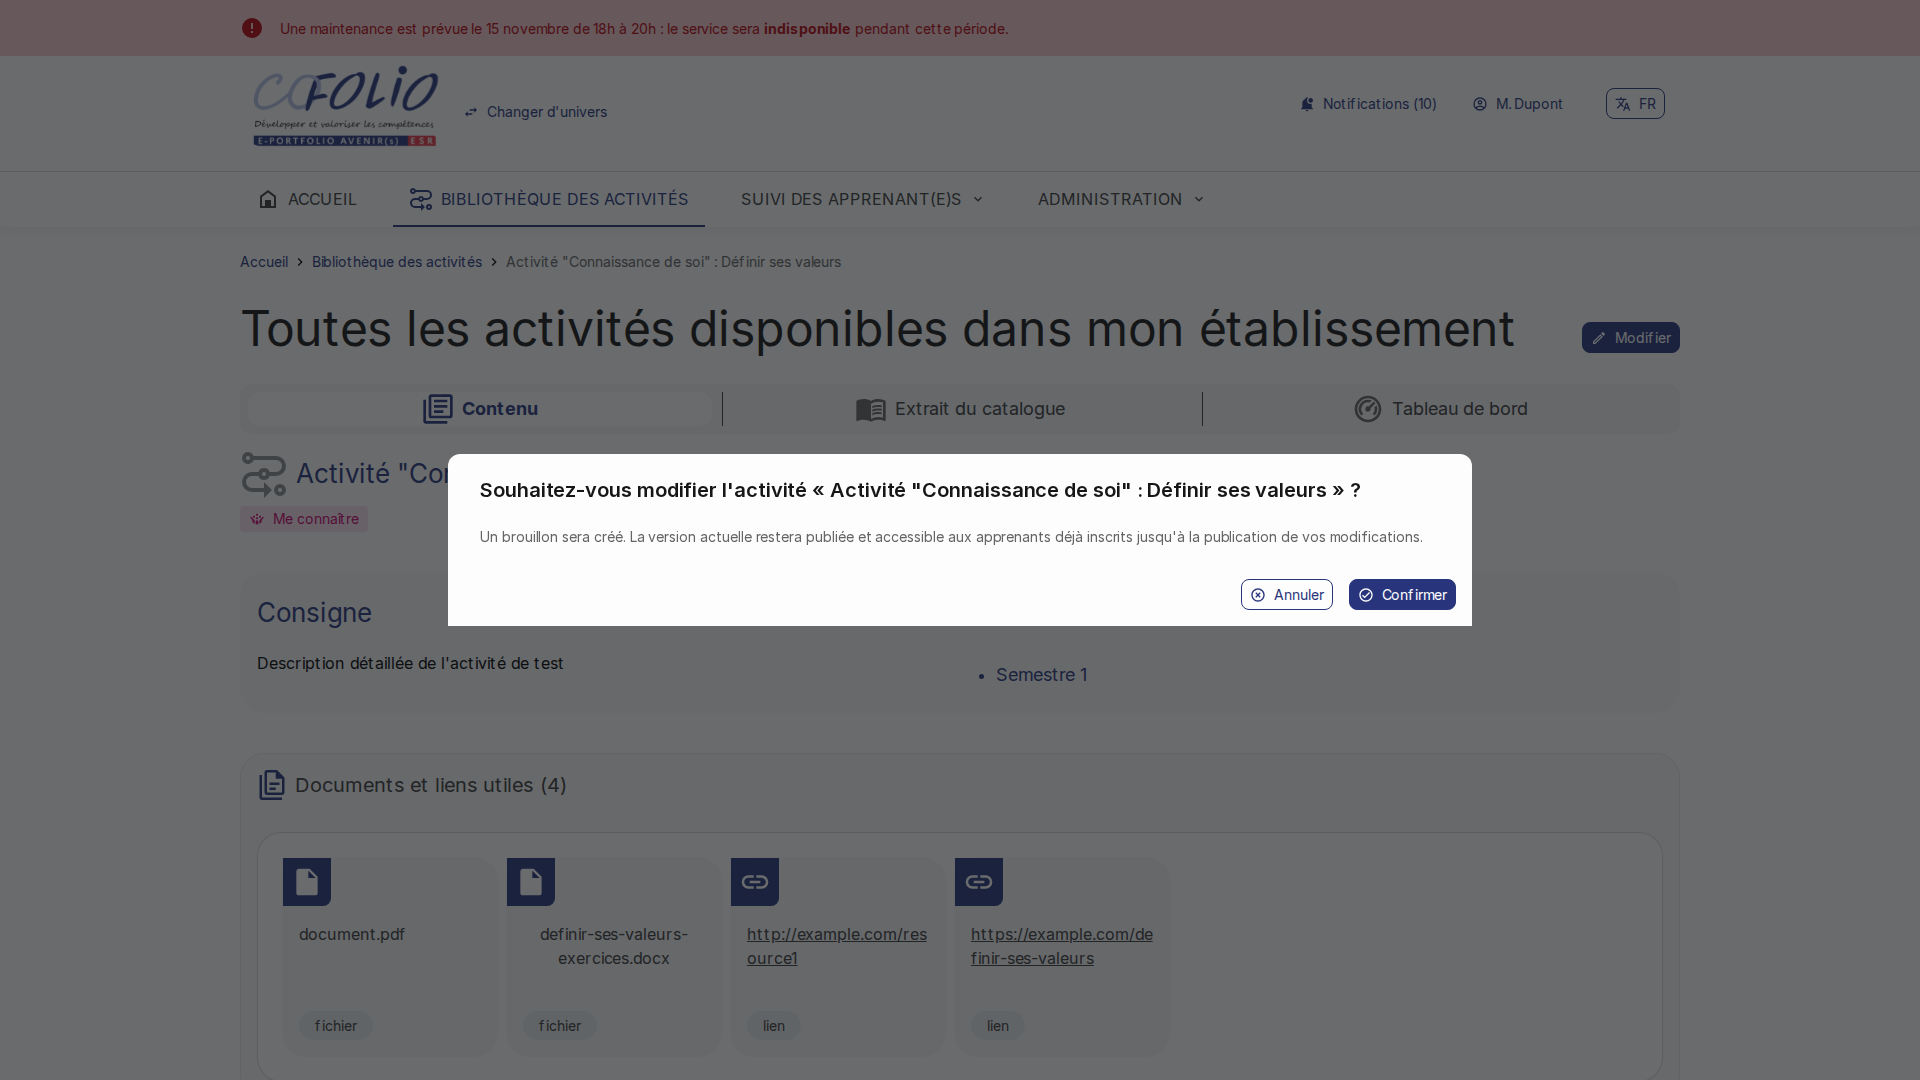 Une maintenance est prévue le 15 novembre de 18h à 20h : le service sera indisponible pendant cette période.
COFOLIO
Développer et valoriser les compétences
E-PORTFOLIO AVENIR(s) ESR
Changer d'univers
Notifications (10)
M. Dupont
FR
ACCUEIL
BIBLIOTHÈQUE DES ACTIVITÉS
SUIVI DES APPRENANT(E)S
ADMINISTRATION
Accueil > Bibliothèque des activités > Activité "Connaissance de soi" : Définir ses valeurs
Toutes les activités disponibles dans mon établissement
Modifier
Contenu
Extrait du catalogue
Tableau de bord
Activité "Con
Me connaître
Souhaitez-vous modifier l'activité « Activité "Connaissance de soi" : Définir ses valeurs » ?
Un brouillon sera créé. La version actuelle restera publiée et accessible aux apprenants déjà inscrits jusqu'à la publication de vos modifications.
Annuler
Confirmer
Consigne
Description détaillée de l'activité de test
• Semestre 1
Documents et liens utiles (4)
document.pdf
fichier
definir-ses-valeurs-
exercices.docx
fichier
http://example.com/res
ource1
lien
https://example.com/de
finir-ses-valeurs
lien